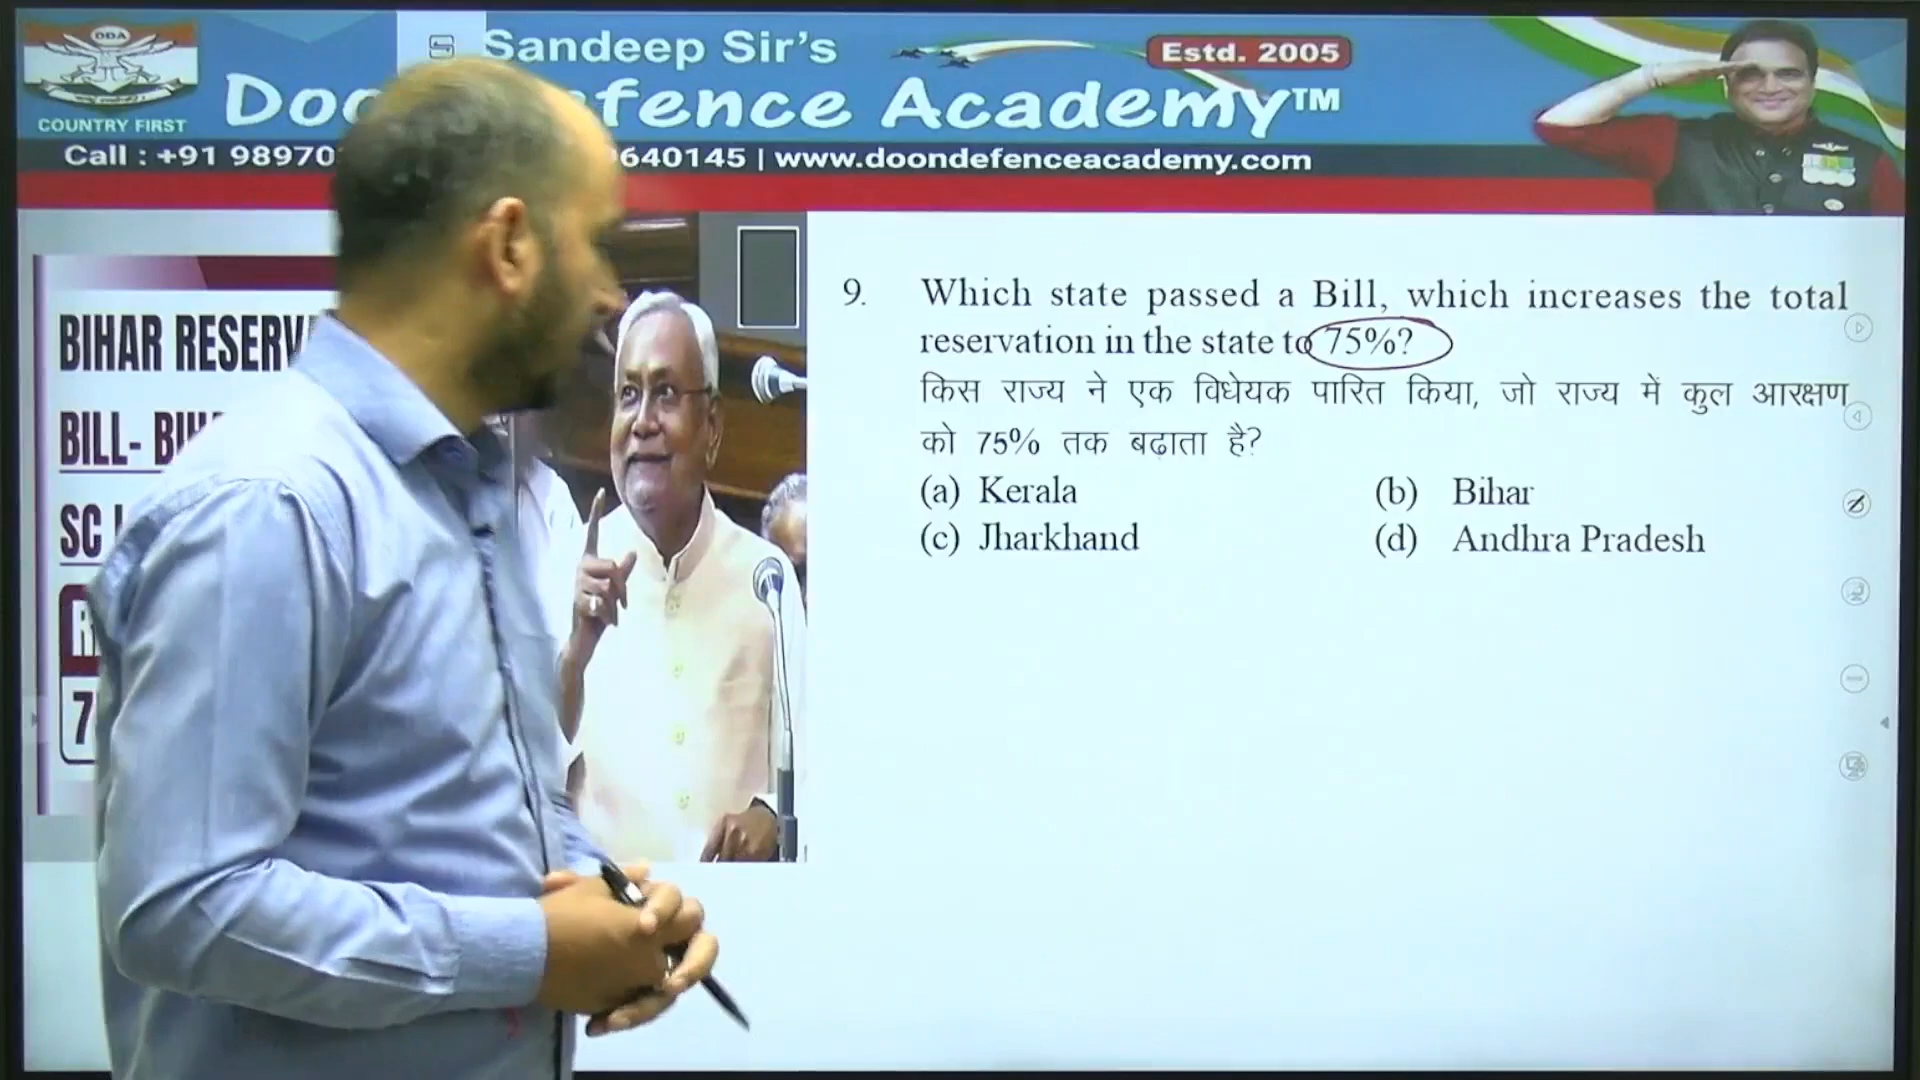 DDA
COUNTRY FIRST
Sandeep Sir's
Estd. 2005
Doo fence Academy™
Call : +91 98970 640145 | www.doondefenceacademy.com
BIHAR RESERV
BILL- BI
SC
7
9. Which state passed a Bill, which increases the total
reservation in the state to 75%?
किस राज्य ने एक विधेयक पारित किया, जो राज्य में कुल आरक्षण
को 75% तक बढ़ाता है?
(a) Kerala (b) Bihar
(c) Jharkhand (d) Andhra Pradesh